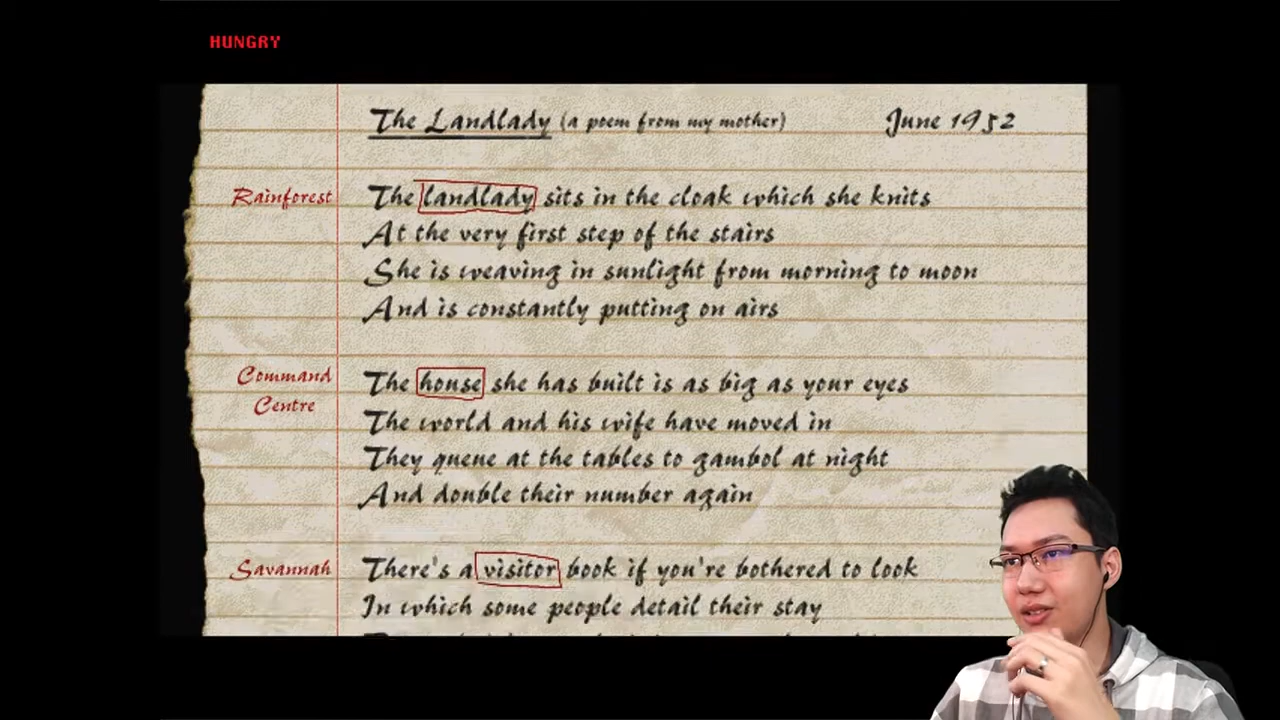 HUNGRY
The Landlady (a poem from my mother) June 1952
Rainforest The landlady sits in the cloak which she knits
At the very first step of the stairs
She is weaving in sunlight from morning to moon
And is constantly putting on airs
Command Centre The house she has built is as big as your eyes
The world and his wife have moved in
They queue at the tables to gambol at night
And double their number again
Savannah There's a visitor book if you're bothered to look
In which some people detail their stay